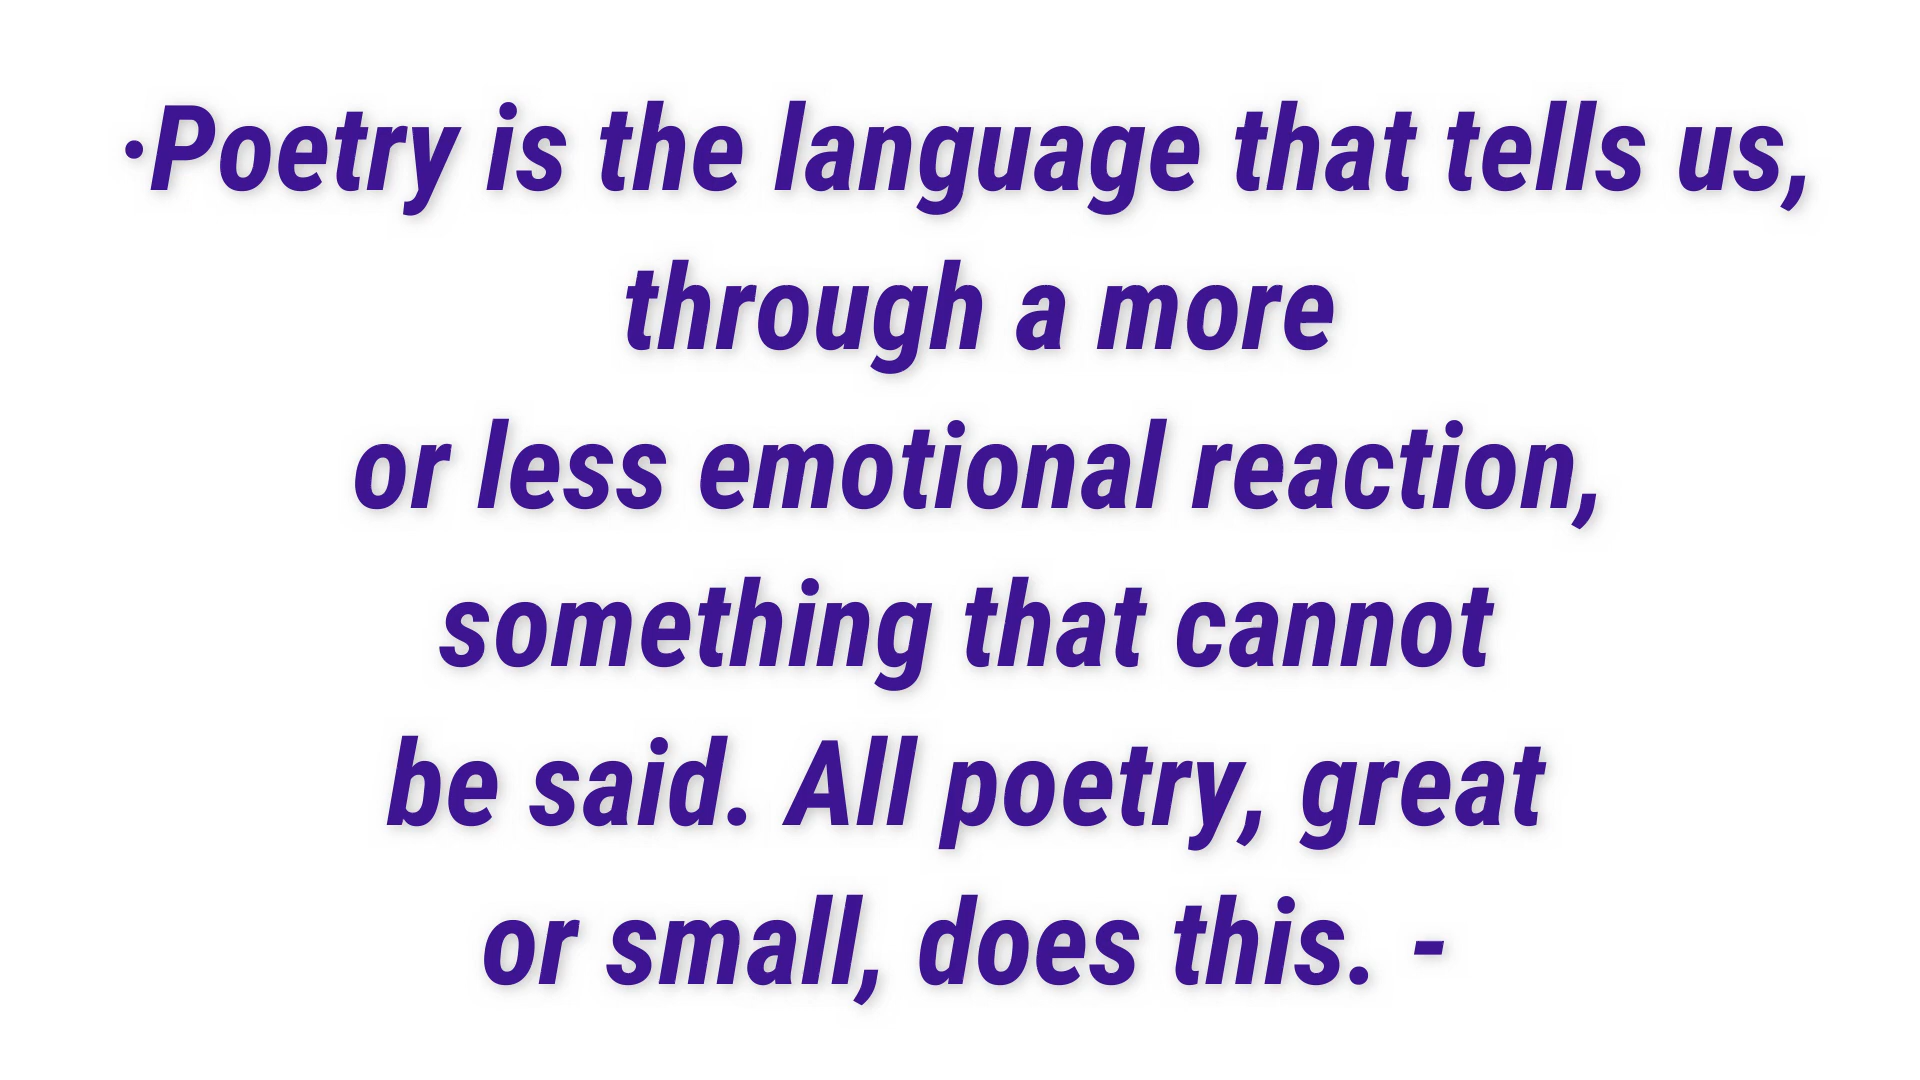 ·Poetry is the language that tells us,
through a more
or less emotional reaction,
something that cannot
be said. All poetry, great
or small, does this. -